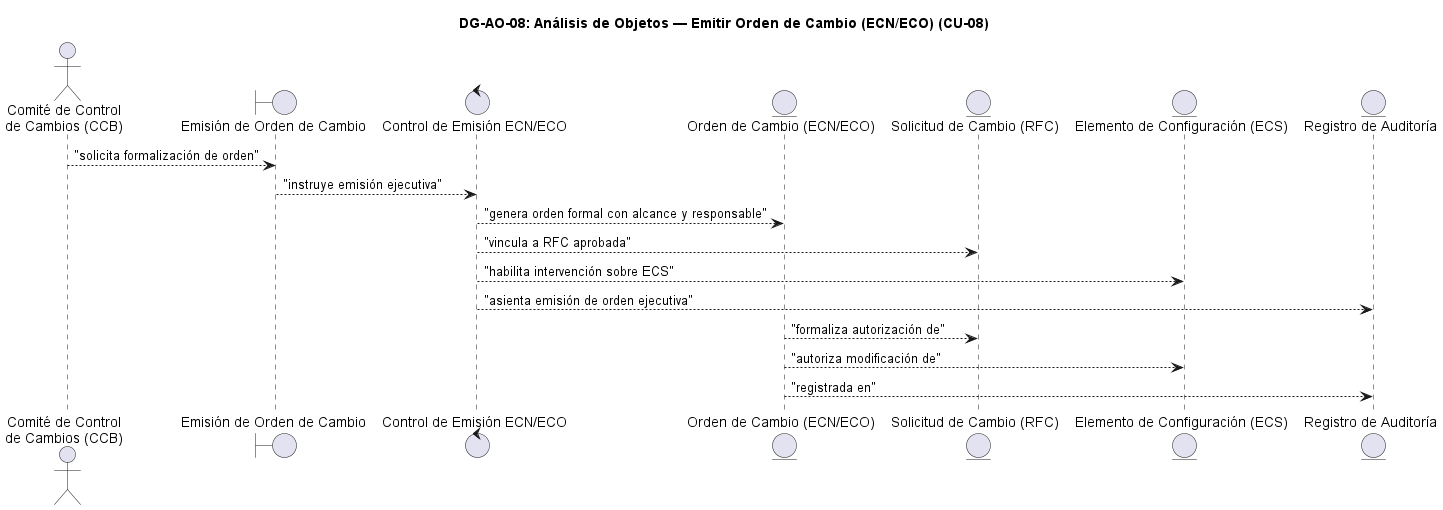 DG-AO-08: Análisis de Objetos — Emitir Orden de Cambio (ECN/ECO) (CU-08)
Comité de Control
de Cambios (CCB)
Emisión de Orden de Cambio
Control de Emisión ECN/ECO
Orden de Cambio (ECN/ECO)
Solicitud de Cambio (RFC)
Elemento de Configuración (ECS)
Registro de Auditoría
"solicita formalización de orden"
"instruye emisión ejecutiva"
"genera orden formal con alcance y responsable"
"vincula a RFC aprobada"
"habilita intervención sobre ECS"
"asienta emisión de orden ejecutiva"
"formaliza autorización de"
"autoriza modificación de"
"registrada en"
Comité de Control
de Cambios (CCB)
Emisión de Orden de Cambio
Control de Emisión ECN/ECO
Orden de Cambio (ECN/ECO)
Solicitud de Cambio (RFC)
Elemento de Configuración (ECS)
Registro de Auditoría